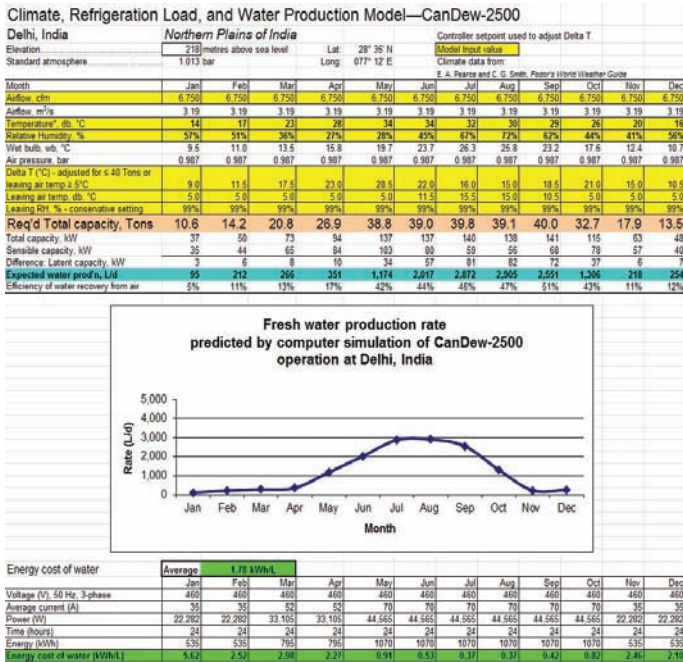 Climate, Refrigeration Load, and Water Production Model—CanDew-2500
Delhi, India Northern Plains of India Controller setpoint used to adjust Delta T.
Elevation 218 metres above sea level Lat: 28° 35' N Model Input value
Standard atmosphere 1.013 bar Long: 077° 12' E Climate data from:
E. A. Pearce and C. G. Smith, Fodor's World Weather Guide
Month Jan Feb Mar Apr May Jun Jul Aug Sep Oct Nov Dec
Airflow, cfm 6,750 6,750 6,750 6,750 6,750 6,750 6,750 6,750 6,750 6,750 6,750 6,750
Airflow, m³/s 3.19 3.19 3.19 3.19 3.19 3.19 3.19 3.19 3.19 3.19 3.19 3.19
Temperature*, db, °C 14 17 23 28 34 34 32 30 29 26 20 16
Relative Humidity, % 57% 51% 36% 27% 28% 45% 67% 72% 62% 44% 41% 56%
Wet bulb, wb, °C 9.5 11.0 13.5 15.8 19.7 23.7 26.3 25.8 23.2 17.6 12.4 10.7
Air pressure, bar 0.987 0.987 0.987 0.987 0.987 0.987 0.987 0.987 0.987 0.987 0.987 0.987
Delta T (°C) - adjusted for ≤ 40 Tons or
leaving air temp ≥ 5°C 9.0 11.5 17.5 23.0 28.5 22.0 16.0 15.0 18.5 21.0 15.0 10.5
Leaving air temp, db, °C 5.0 5.0 5.0 5.0 5.0 11.5 15.5 15.0 10.5 5.0 5.0 5.0
Leaving RH, % - conservative setting 99% 99% 99% 99% 99% 99% 99% 99% 99% 99% 99% 99%
Req'd Total capacity, Tons 10.6 14.2 20.8 26.9 38.8 39.0 39.8 39.1 40.0 32.7 17.9 13.5
Total capacity, kW 37 50 73 94 137 137 140 138 141 115 63 48
Sensible capacity, kW 35 44 65 84 103 80 59 56 68 78 57 40
Difference: Latent capacity, kW 3 6 8 10 34 57 81 82 72 37 6 7
Expected water prod'n, L/d 95 212 266 351 1,174 2,017 2,872 2,905 2,551 1,306 218 254
Efficiency of water recovery from air 5% 11% 13% 17% 42% 44% 46% 47% 51% 43% 11% 12%
Fresh water production rate
predicted by computer simulation of CanDew-2500
operation at Delhi, India
Rate (L/d)
5,000
4,000
3,000
2,000
1,000
0
Jan Feb Mar Apr May Jun Jul Aug Sep Oct Nov Dec
Month
Energy cost of water Average 1.78 kWh/L
Jan Feb Mar Apr May Jun Jul Aug Sep Oct Nov Dec
Voltage (V), 50 Hz, 3-phase 460 460 460 460 460 460 460 460 460 460 460 460
Average current (A) 35 35 52 52 70 70 70 70 70 70 35 35
Power (W) 22,282 22,282 33,105 33,105 44,565 44,565 44,565 44,565 44,565 44,565 22,282 22,282
Time (hours) 24 24 24 24 24 24 24 24 24 24 24 24
Energy (kWh) 535 535 795 795 1070 1070 1070 1070 1070 1070 535 535
Energy cost of water (kWh/L) 5.62 2.52 2.98 2.27 0.91 0.53 0.37 0.37 0.42 0.82 2.46 2.10